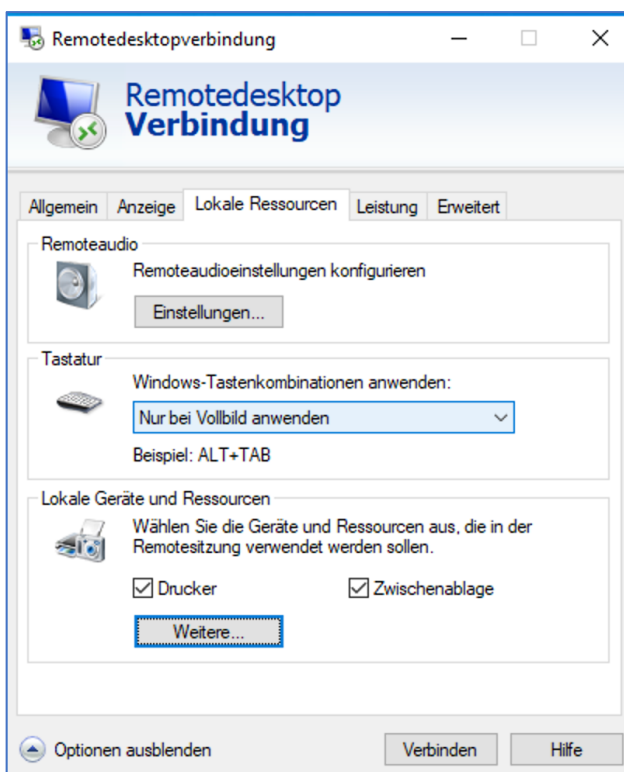 Remotedesktopverbindung
Remotedesktop
Verbindung
Allgemein Anzeige Lokale Ressourcen Leistung Erweitert
Remoteaudio
Remoteaudioeinstellungen konfigurieren
Einstellungen...
Tastatur
Windows-Tastenkombinationen anwenden:
Nur bei Vollbild anwenden
Beispiel: ALT+TAB
Lokale Geräte und Ressourcen
Wählen Sie die Geräte und Ressourcen aus, die in der
Remotesitzung verwendet werden sollen.
Drucker Zwischenablage
Weitere...
Optionen ausblenden Verbinden Hilfe